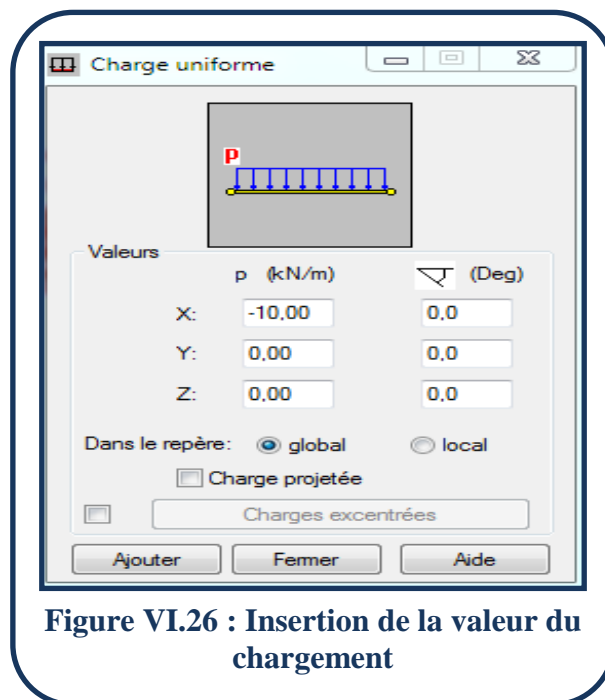 Charge uniforme
p
Valeurs
p (kN/m) (Deg)
X: -10,00 0,0
Y: 0,00 0,0
Z: 0,00 0,0
Dans le repère: global local
Charge projetée
Charges excentrées
Ajouter Fermer Aide
Figure VI.26 : Insertion de la valeur du
chargement